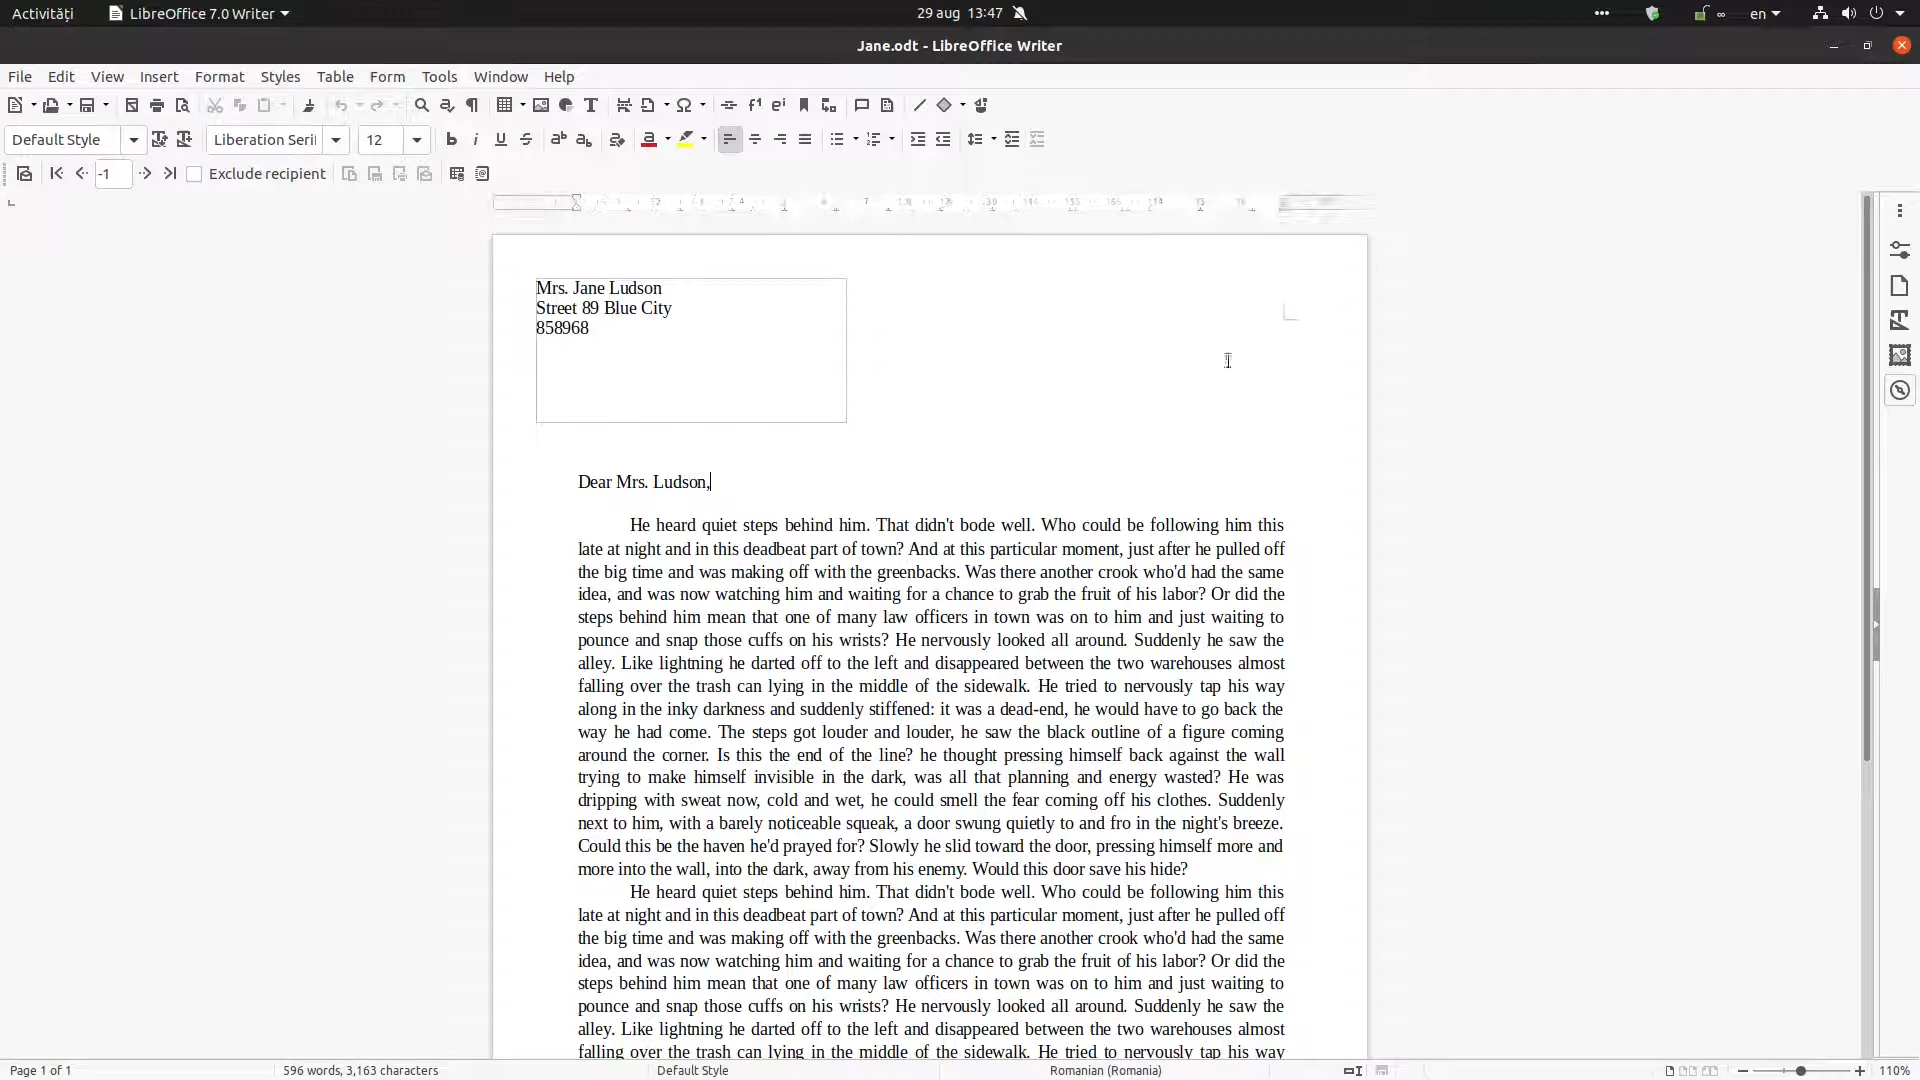 Activități LibreOffice 7.0 Writer 29 aug 13:47 ∞ en
Jane.odt - LibreOffice Writer
File Edit View Insert Format Styles Table Form Tools Window Help
Default Style Liberation Seri 12
-1 Exclude recipient
Mrs. Jane Ludson
Street 89 Blue City
858968
Dear Mrs. Ludson,
He heard quiet steps behind him. That didn't bode well. Who could be following him this
late at night and in this deadbeat part of town? And at this particular moment, just after he pulled off
the big time and was making off with the greenbacks. Was there another crook who'd had the same
idea, and was now watching him and waiting for a chance to grab the fruit of his labor? Or did the
steps behind him mean that one of many law officers in town was on to him and just waiting to
pounce and snap those cuffs on his wrists? He nervously looked all around. Suddenly he saw the
alley. Like lightning he darted off to the left and disappeared between the two warehouses almost
falling over the trash can lying in the middle of the sidewalk. He tried to nervously tap his way
along in the inky darkness and suddenly stiffened: it was a dead-end, he would have to go back the
way he had come. The steps got louder and louder, he saw the black outline of a figure coming
around the corner. Is this the end of the line? he thought pressing himself back against the wall
trying to make himself invisible in the dark, was all that planning and energy wasted? He was
dripping with sweat now, cold and wet, he could smell the fear coming off his clothes. Suddenly
next to him, with a barely noticeable squeak, a door swung quietly to and fro in the night's breeze.
Could this be the haven he'd prayed for? Slowly he slid toward the door, pressing himself more and
more into the wall, into the dark, away from his enemy. Would this door save his hide?
He heard quiet steps behind him. That didn't bode well. Who could be following him this
late at night and in this deadbeat part of town? And at this particular moment, just after he pulled off
the big time and was making off with the greenbacks. Was there another crook who'd had the same
idea, and was now watching him and waiting for a chance to grab the fruit of his labor? Or did the
steps behind him mean that one of many law officers in town was on to him and just waiting to
pounce and snap those cuffs on his wrists? He nervously looked all around. Suddenly he saw the
alley. Like lightning he darted off to the left and disappeared between the two warehouses almost
falling over the trash can lying in the middle of the sidewalk. He tried to nervously tap his way
Page 1 of 1 596 words, 3,163 characters Default Style Romanian (Romania) 110%